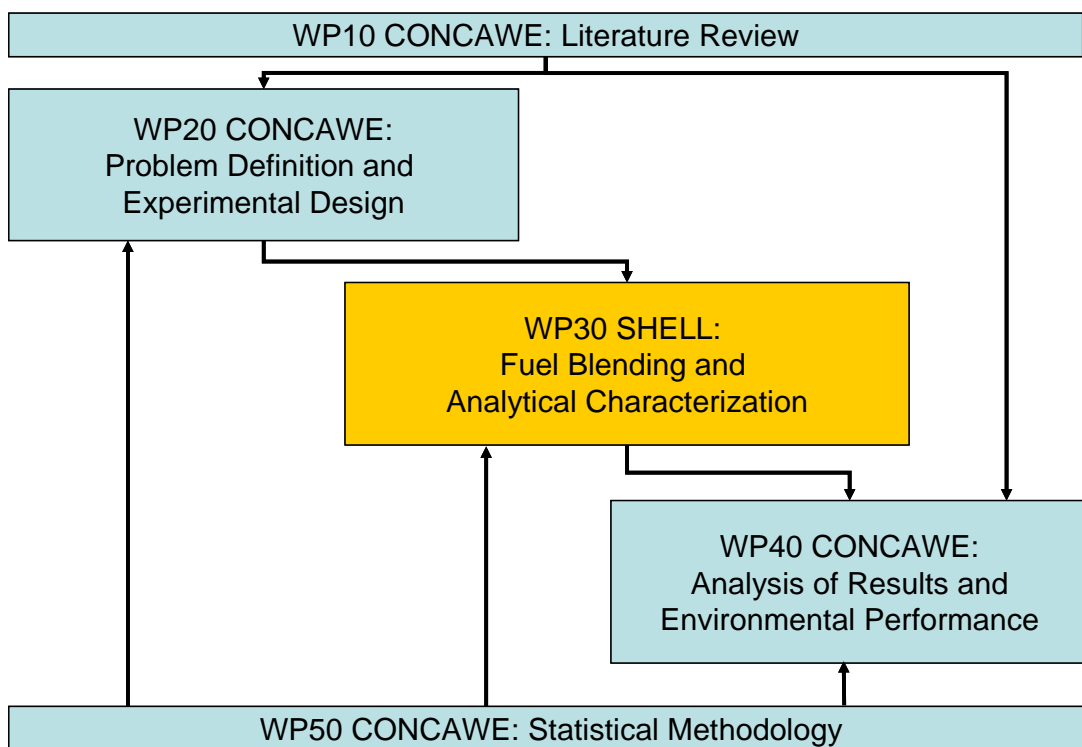 WP10 CONCAWE: Literature Review
WP20 CONCAWE:
Problem Definition and
Experimental Design
WP30 SHELL:
Fuel Blending and
Analytical Characterization
WP40 CONCAWE:
Analysis of Results and
Environmental Performance
WP50 CONCAWE: Statistical Methodology